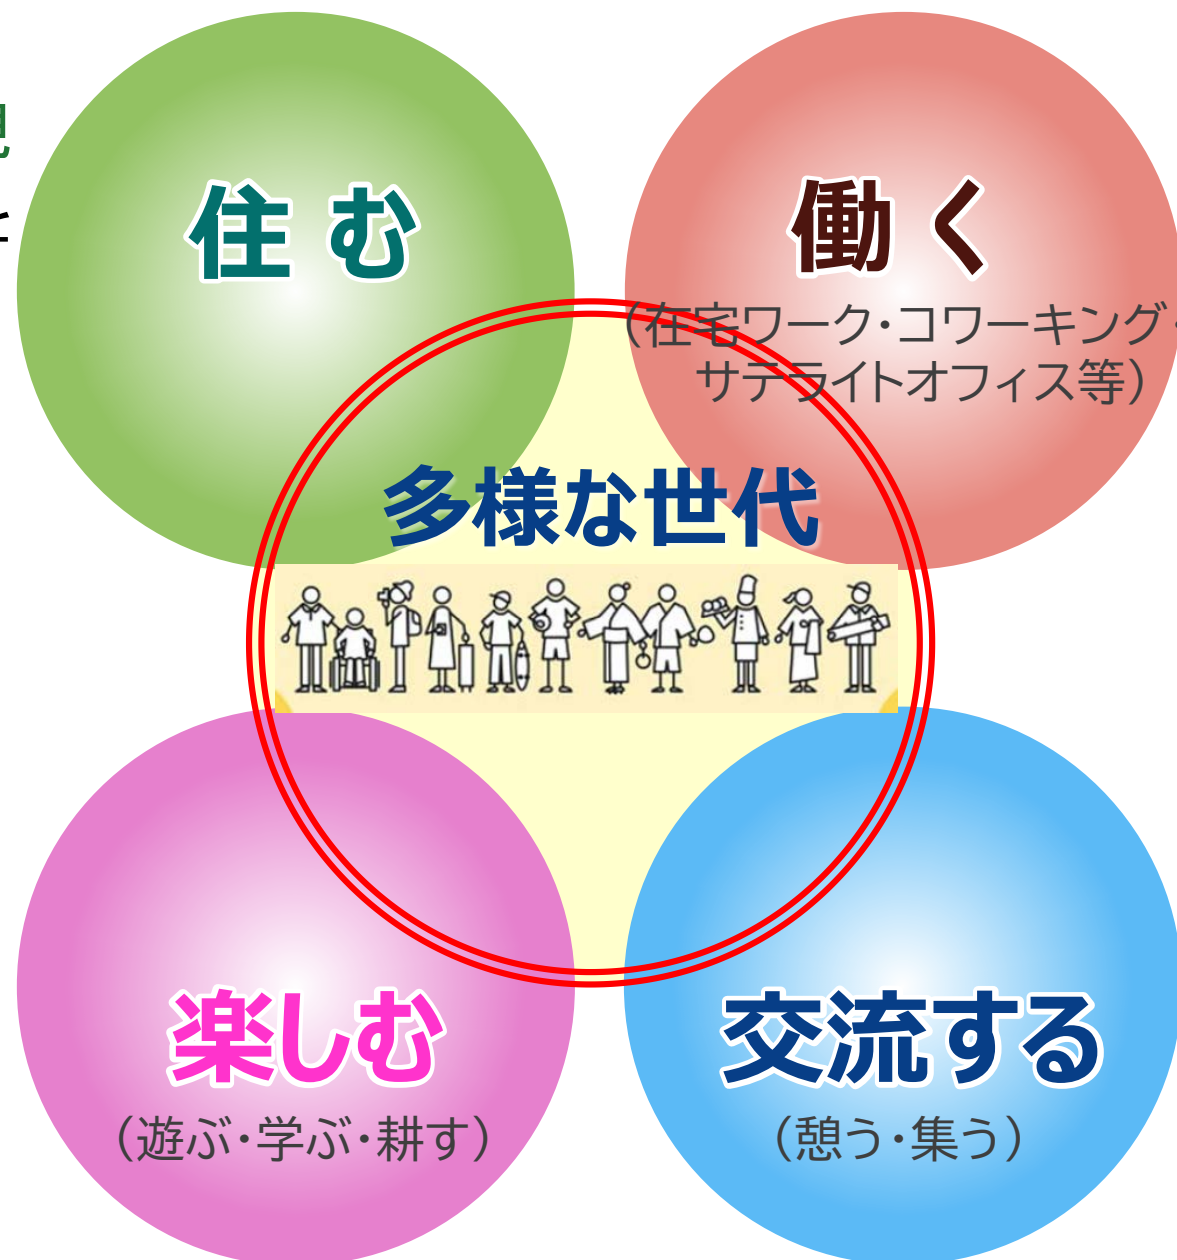 住む
働く
（在宅ワーク・コワーキング・
サテライトオフィス等）
多様な世代
楽しむ
（遊ぶ・学ぶ・耕す）
交流する
（憩う・集う）